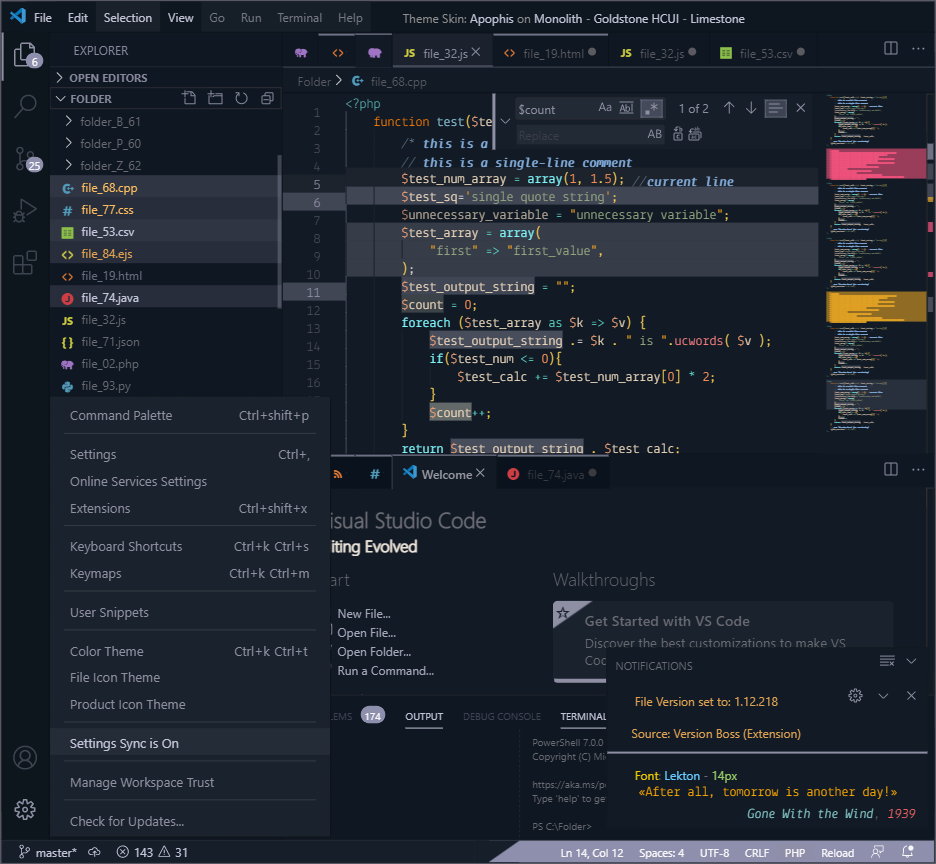 File Edit Selection View Go Run Terminal Help Theme Skin: Apophis on Monolith - Goldstone HCUI - Limestone
6
25
EXPLORER
OPEN EDITORS
FOLDER
folder_B_61
folder_P_60
folder_Z_62
file_68.cpp
# file_77.css
file_53.csv
<> file_84.ejs
<> file_19.html
J file_74.java
JS file_32.js
{} file_71.json
file_02.php
file_93.py
<> JS file_32.js <> file_19.html JS file_32.js file_53.csv
Folder > file_68.cpp
$count Aa Abl .* 1 of 2
Replace AB
1
2
3
4
5
6
7
8
9
10
11
12
13
14
15
16
<?php
function test($te
/* this is a
// this is a single-line comment
$test_num_array = array(1, 1.5); //current line
$test_sq='single quote string';
$unnecessary_variable = "unnecessary variable";
$test_array = array(
"first" => "first_value",
);
$test_output_string = "";
$count = 0;
foreach ($test_array as $k => $v) {
$test_output_string .= $k . " is ".ucwords( $v );
if($test_num <= 0){
$test_calc += $test_num_array[0] * 2;
}
$count++;
}
return $test_output_string . $test_calc;
Command Palette Ctrl+shift+p
Settings Ctrl+,
Online Services Settings
Extensions Ctrl+shift+x
Keyboard Shortcuts Ctrl+k Ctrl+s
Keymaps Ctrl+k Ctrl+m
User Snippets
Color Theme Ctrl+k Ctrl+t
File Icon Theme
Product Icon Theme
Settings Sync is On
Manage Workspace Trust
Check for Updates...
# Welcome J file_74.java
isual Studio Code
iting Evolved
art
New File...
Open File...
Open Folder...
Run a Command...
Walkthroughs
Get Started with VS Code
Discover the best customizations to make VS
Coc
LEMS 174 OUTPUT DEBUG CONSOLE TERMINAL
PowerShell 7.0.0
Copyright (C) Mi
https://aka.ms/p
Type 'help' to ge
PS C:\Folder>
NOTIFICATIONS
File Version set to: 1.12.218
Source: Version Boss (Extension)
Font: Lekton - 14px
«After all, tomorrow is another day!»
Gone With the Wind, 1939
master* 143 31 Ln 14, Col 12 Spaces: 4 UTF-8 CRLF PHP Reload